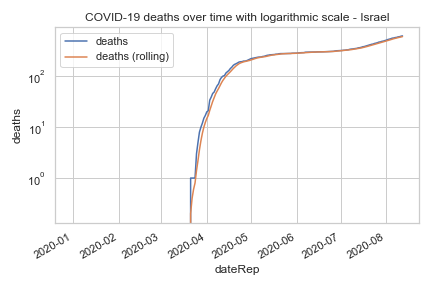 COVID-19 deaths over time with logarithmic scale - Israel
deaths
deaths (rolling)
10²
10¹
10⁰
deaths
2020-01
2020-02
2020-03
2020-04
2020-05
2020-06
2020-07
2020-08
dateRep